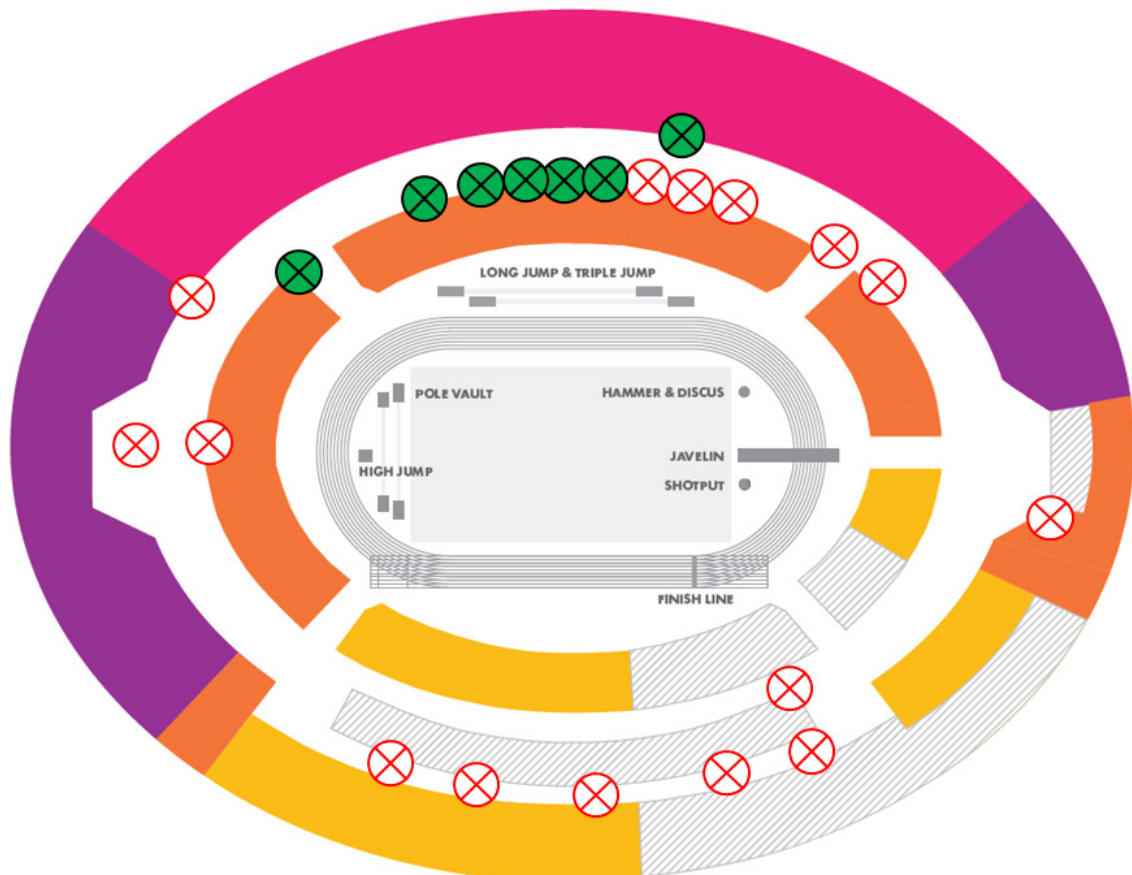 LONG JUMP & TRIPLE JUMP
POLE VAULT
HAMMER & DISCUS
HIGH JUMP
JAVELIN
SHOTPUT
FINISH LINE